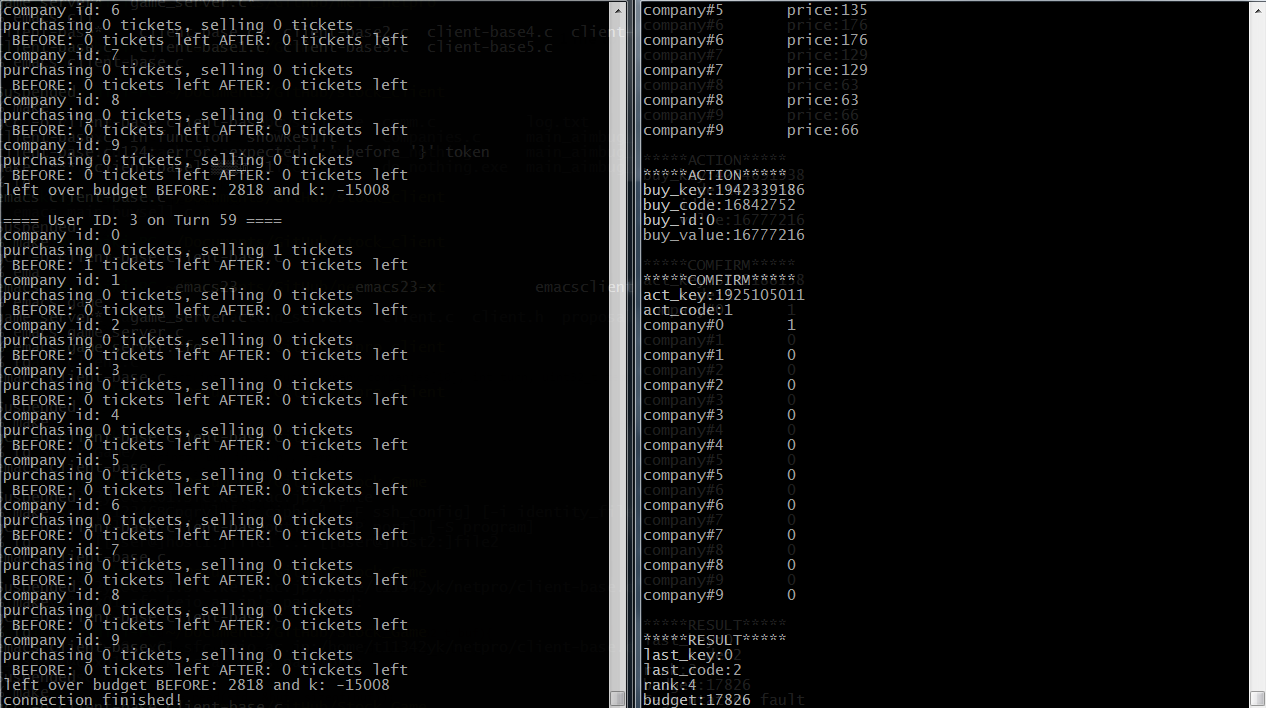 company id: 6
purchasing 0 tickets, selling 0 tickets
BEFORE: 0 tickets left AFTER: 0 tickets left
company id: 7
purchasing 0 tickets, selling 0 tickets
BEFORE: 0 tickets left AFTER: 0 tickets left
company id: 8
purchasing 0 tickets, selling 0 tickets
BEFORE: 0 tickets left AFTER: 0 tickets left
company id: 9
purchasing 0 tickets, selling 0 tickets
BEFORE: 0 tickets left AFTER: 0 tickets left
left over budget BEFORE: 2818 and k: -15008
==== User ID: 3 on Turn 59 ====
company id: 0
purchasing 0 tickets, selling 1 tickets
BEFORE: 1 tickets left AFTER: 0 tickets left
company id: 1
purchasing 0 tickets, selling 0 tickets
BEFORE: 0 tickets left AFTER: 0 tickets left
company id: 2
purchasing 0 tickets, selling 0 tickets
BEFORE: 0 tickets left AFTER: 0 tickets left
company id: 3
purchasing 0 tickets, selling 0 tickets
BEFORE: 0 tickets left AFTER: 0 tickets left
company id: 4
purchasing 0 tickets, selling 0 tickets
BEFORE: 0 tickets left AFTER: 0 tickets left
company id: 5
purchasing 0 tickets, selling 0 tickets
BEFORE: 0 tickets left AFTER: 0 tickets left
company id: 6
purchasing 0 tickets, selling 0 tickets
BEFORE: 0 tickets left AFTER: 0 tickets left
company id: 7
purchasing 0 tickets, selling 0 tickets
BEFORE: 0 tickets left AFTER: 0 tickets left
company id: 8
purchasing 0 tickets, selling 0 tickets
BEFORE: 0 tickets left AFTER: 0 tickets left
company id: 9
purchasing 0 tickets, selling 0 tickets
BEFORE: 0 tickets left AFTER: 0 tickets left
left over budget BEFORE: 2818 and k: -15008
connection finished!
company#5 price:135
company#6 price:176
company#7 price:129
company#8 price:63
company#9 price:66
*****ACTION*****
buy_key:1942339186
buy_code:16842752
buy_id:0
buy_value:16777216
*****COMFIRM*****
act_key:1925105011
act_code:1
company#0 1
company#1 0
company#2 0
company#3 0
company#4 0
company#5 0
company#6 0
company#7 0
company#8 0
company#9 0
*****RESULT*****
last_key:0
last_code:2
rank:4
budget:17826